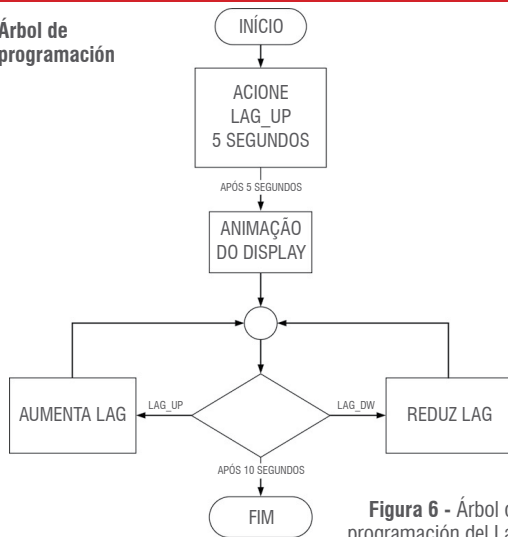 Árbol de
programación
INÍCIO
ACIONE
LAG_UP
5 SEGUNDOS
APÓS 5 SEGUNDOS
ANIMAÇÃO
DO DISPLAY
AUMENTA LAG
LAG_UP
LAG_DW
REDUZ LAG
APÓS 10 SEGUNDOS
FIM
Figura 6 - Árbol
programación del